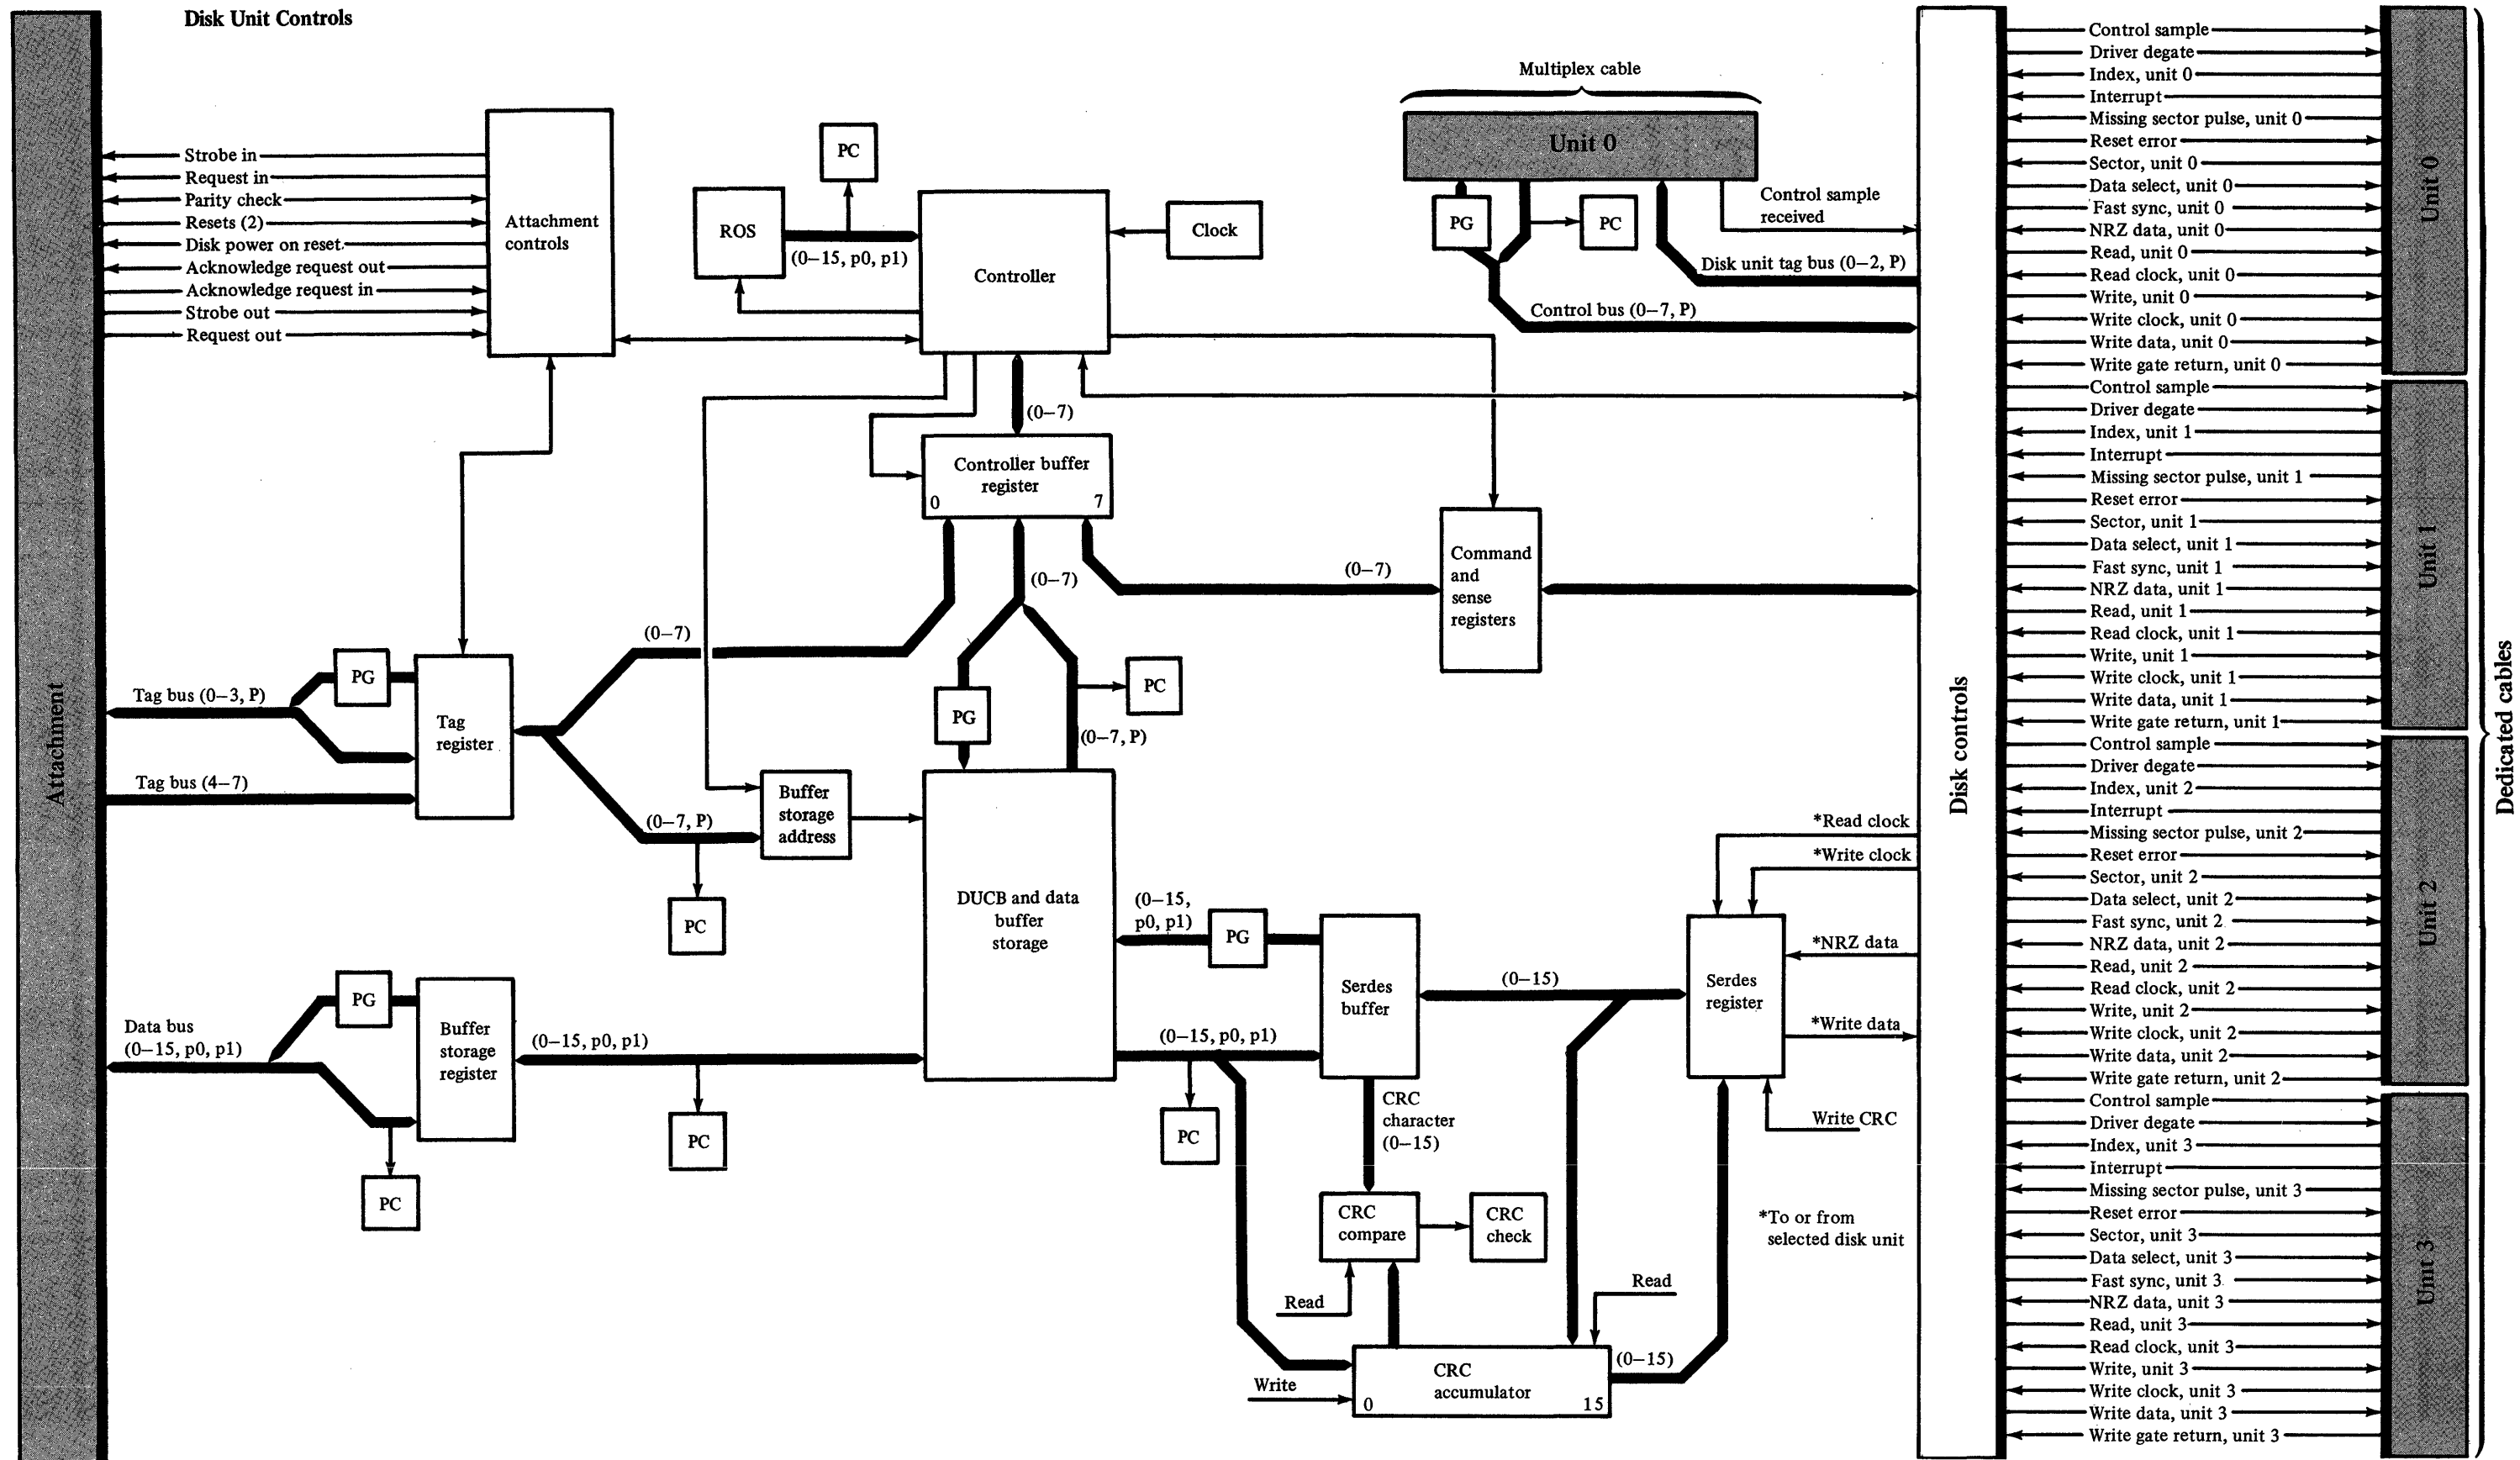 Disk Unit Controls
Attachment
Strobe in
Request in
Parity check
Resets (2)
Disk power on reset.
Acknowledge request out
Acknowledge request in
Strobe out
Request out
Attachment
controls
PC
ROS
(0–15, p0, p1)
Controller
Clock
Multiplex cable
Unit 0
PG
PC
Control sample
received
Disk unit tag bus (0–2, P)
Control bus (0–7, P)
(0–7)
Controller buffer
register
0
7
(0–7)
(0–7)
(0–7)
Command
and
sense
registers
Tag bus (0–3, P)
PG
Tag
register
Tag bus (4–7)
PG
PC
(0–7, P)
(0–7, P)
Buffer
storage
address
PC
DUCB and data
buffer
storage
Data bus
(0–15, p0, p1)
PG
Buffer
storage
register
(0–15, p0, p1)
PC
PC
(0–15,
p0, p1)
PG
Serdes
buffer
(0–15)
Serdes
register
*Read clock
*Write clock
*NRZ data
*Write data
Write CRC
(0–15, p0, p1)
PC
CRC
character
(0–15)
CRC
compare
CRC
check
Read
Read
Write
CRC
accumulator
0
15
(0–15)
*To or from
selected disk unit
Disk controls
Control sample
Driver degate
Index, unit 0
Interrupt
Missing sector pulse, unit 0
Reset error
Sector, unit 0
Data select, unit 0
Fast sync, unit 0
NRZ data, unit 0
Read, unit 0
Read clock, unit 0
Write, unit 0
Write clock, unit 0
Write data, unit 0
Write gate return, unit 0
Unit 0
Control sample
Driver degate
Index, unit 1
Interrupt
Missing sector pulse, unit 1
Reset error
Sector, unit 1
Data select, unit 1
Fast sync, unit 1
NRZ data, unit 1
Read, unit 1
Read clock, unit 1
Write, unit 1
Write clock, unit 1
Write data, unit 1
Write gate return, unit 1
Unit 1
Control sample
Driver degate
Index, unit 2
Interrupt
Missing sector pulse, unit 2
Reset error
Sector, unit 2
Data select, unit 2
Fast sync, unit 2
NRZ data, unit 2
Read, unit 2
Read clock, unit 2
Write, unit 2
Write clock, unit 2
Write data, unit 2
Write gate return, unit 2
Unit 2
Control sample
Driver degate
Index, unit 3
Interrupt
Missing sector pulse, unit 3
Reset error
Sector, unit 3
Data select, unit 3
Fast sync, unit 3
NRZ data, unit 3
Read, unit 3
Read clock, unit 3
Write, unit 3
Write clock, unit 3
Write data, unit 3
Write gate return, unit 3
Unit 3
Dedicated cables